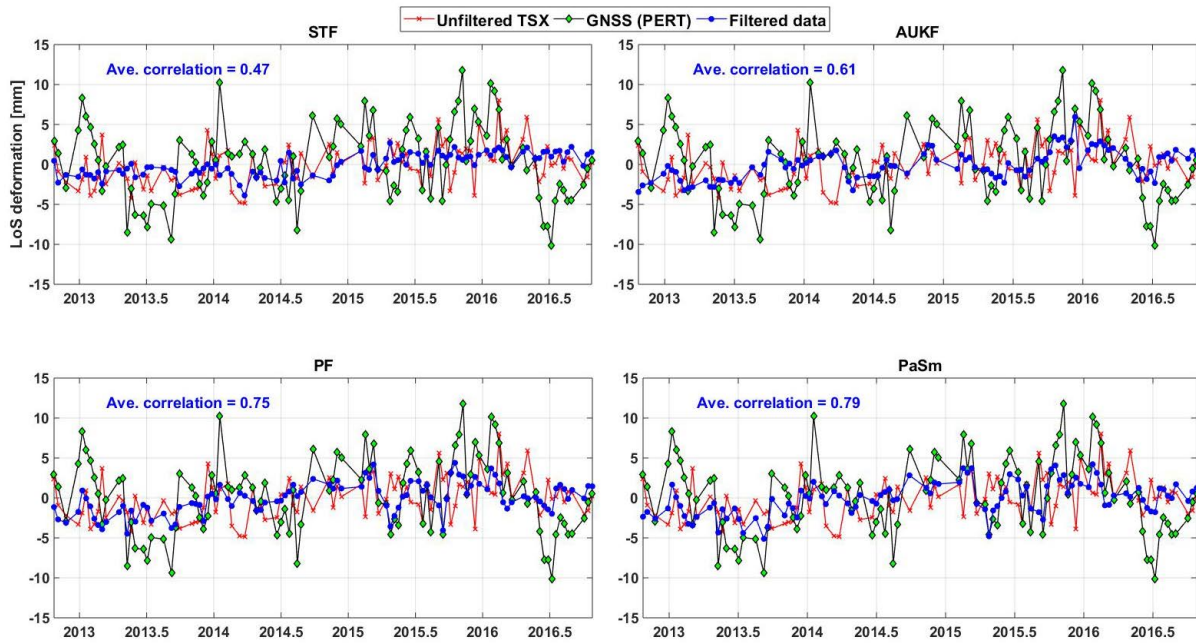 Unfiltered TSX GNSS (PERT) Filtered data
STF AUKF
Ave. correlation = 0.47 Ave. correlation = 0.61
LoS deformation [mm]
15 15
10 10
5 5
0 0
-5 -5
-10 -10
-15 -15
2013 2013.5 2014 2014.5 2015 2015.5 2016 2016.5 2013 2013.5 2014 2014.5 2015 2015.5 2016 2016.5
PF PaSm
Ave. correlation = 0.75 Ave. correlation = 0.79
15 15
10 10
5 5
0 0
-5 -5
-10 -10
-15 -15
2013 2013.5 2014 2014.5 2015 2015.5 2016 2016.5 2013 2013.5 2014 2014.5 2015 2015.5 2016 2016.5